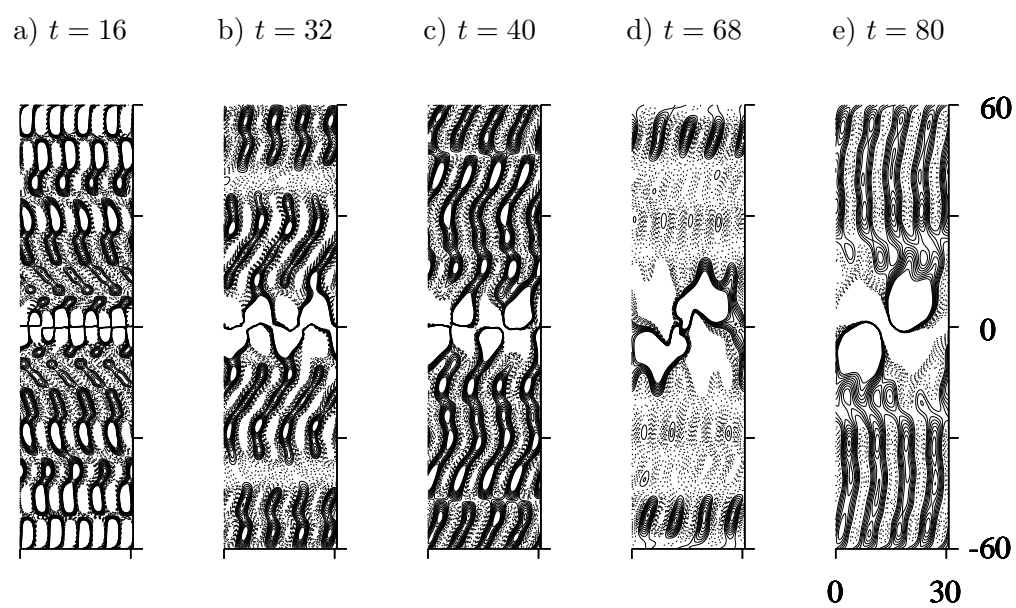 a) t = 16 b) t = 32 c) t = 40 d) t = 68 e) t = 80
60
0
-60
0 30